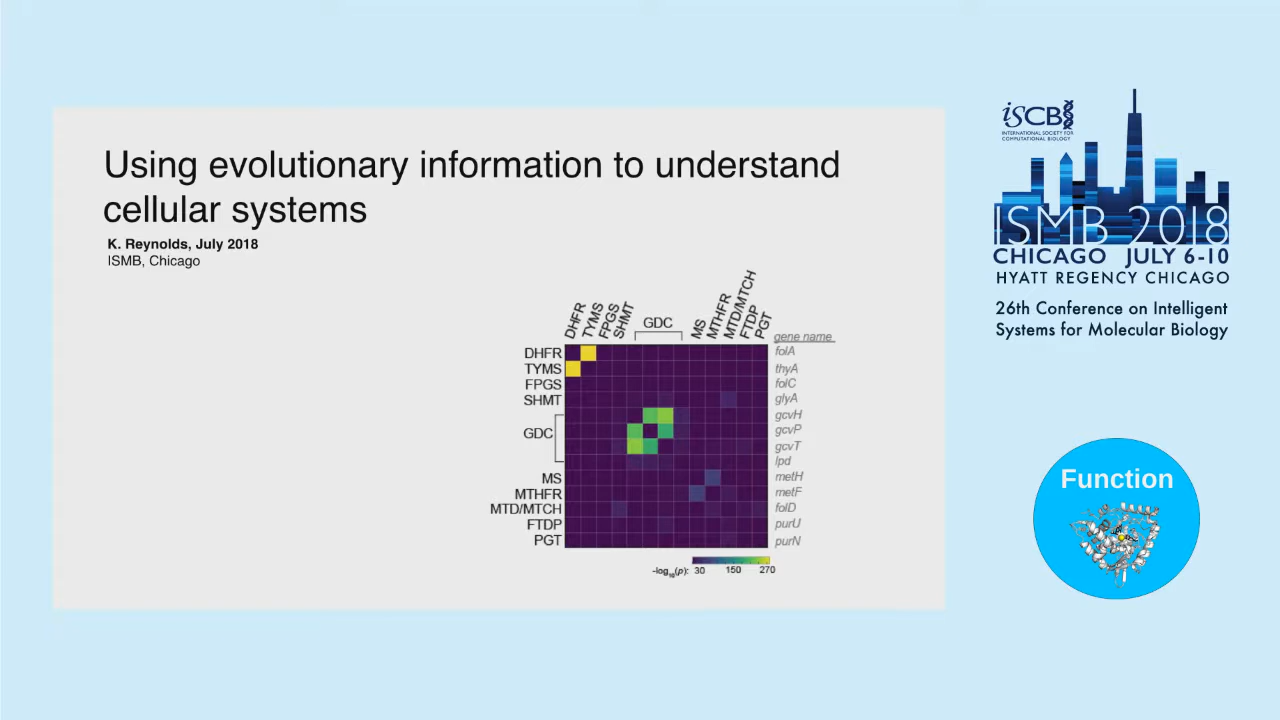 Using evolutionary information to understand
cellular systems
K. Reynolds, July 2018
ISMB, Chicago
DHFR
TYMS
FPGS
SHMT
GDC
MS
MTHFR
MTD/MTCH
FTDP
PGT
gene name
DHFR folA
TYMS thyA
FPGS folC
SHMT glyA
gcvH
GDC gcvP
gcvT
lpd
MS metH
MTHFR metF
MTD/MTCH folD
FTDP purU
PGT purN
-log10(p): 30 150 270
iSCB
INTERNATIONAL SOCIETY FOR
COMPUTATIONAL BIOLOGY
ISMB 2018
CHICAGO JULY 6-10
HYATT REGENCY CHICAGO
26th Conference on Intelligent
Systems for Molecular Biology
Function